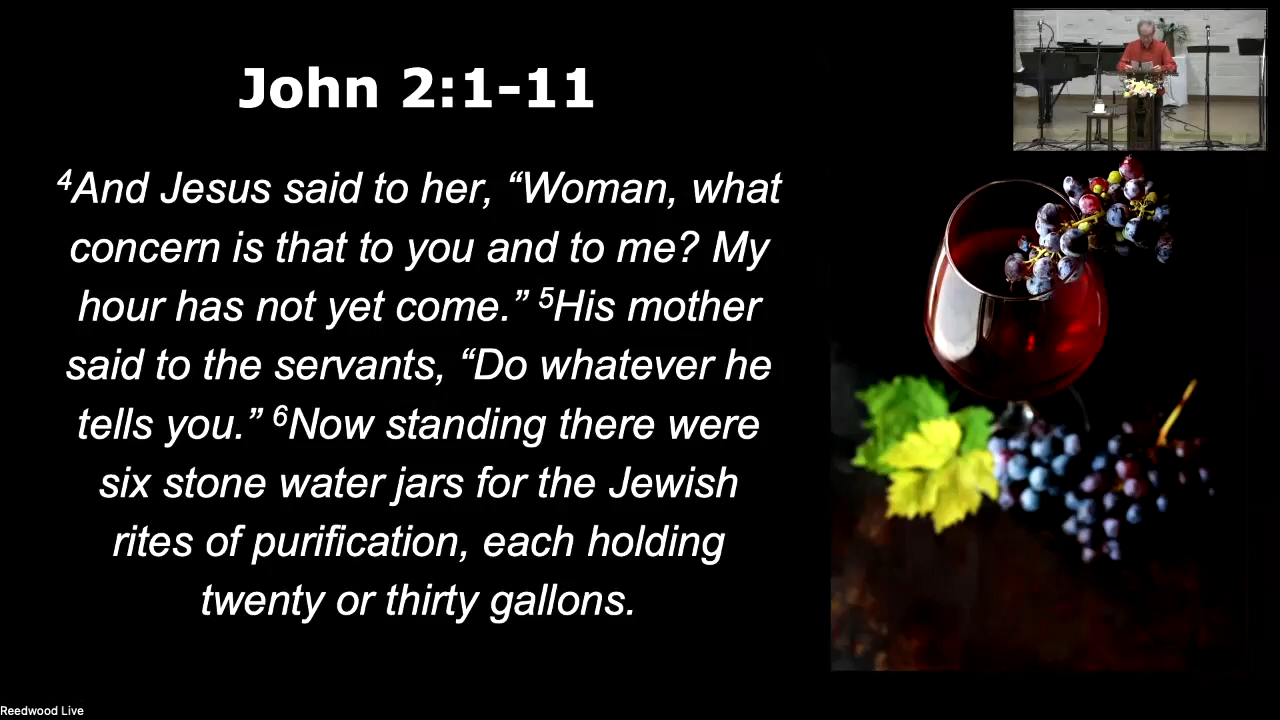 John 2:1-11
⁴And Jesus said to her, “Woman, what
concern is that to you and to me? My
hour has not yet come.” ⁵His mother
said to the servants, “Do whatever he
tells you.” ⁶Now standing there were
six stone water jars for the Jewish
rites of purification, each holding
twenty or thirty gallons.
Reedwood Live